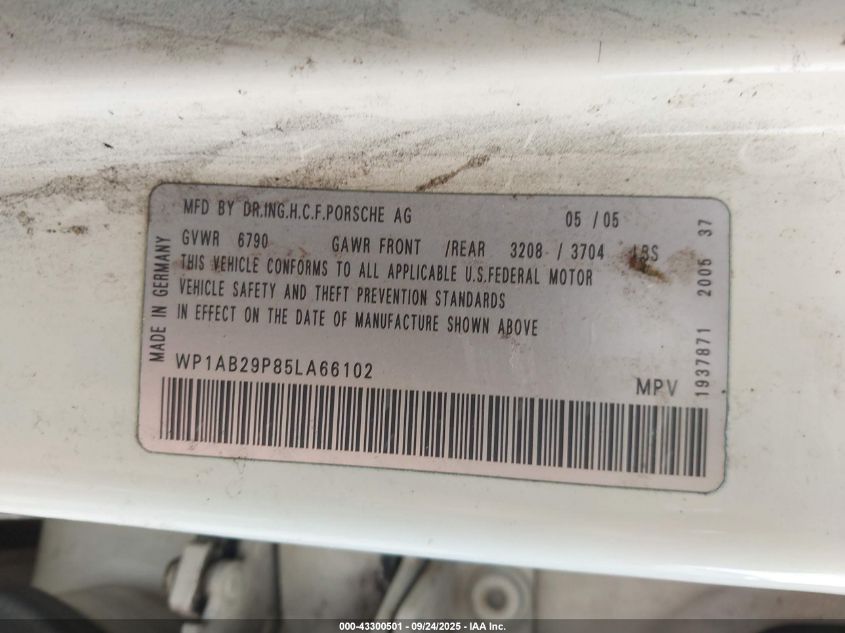 MFD BY DR.ING.H.C.F.PORSCHE AG 05 / 05
GVWR 6790 GAWR FRONT /REAR 3208 / 3704 LBS
THIS VEHICLE CONFORMS TO ALL APPLICABLE U.S.FEDERAL MOTOR
VEHICLE SAFETY AND THEFT PREVENTION STANDARDS
IN EFFECT ON THE DATE OF MANUFACTURE SHOWN ABOVE
WP1AB29P85LA66102
MPV
MADE IN GERMANY
1937871 2005 37
000-43300501 - 09/24/2025 - IAA Inc.